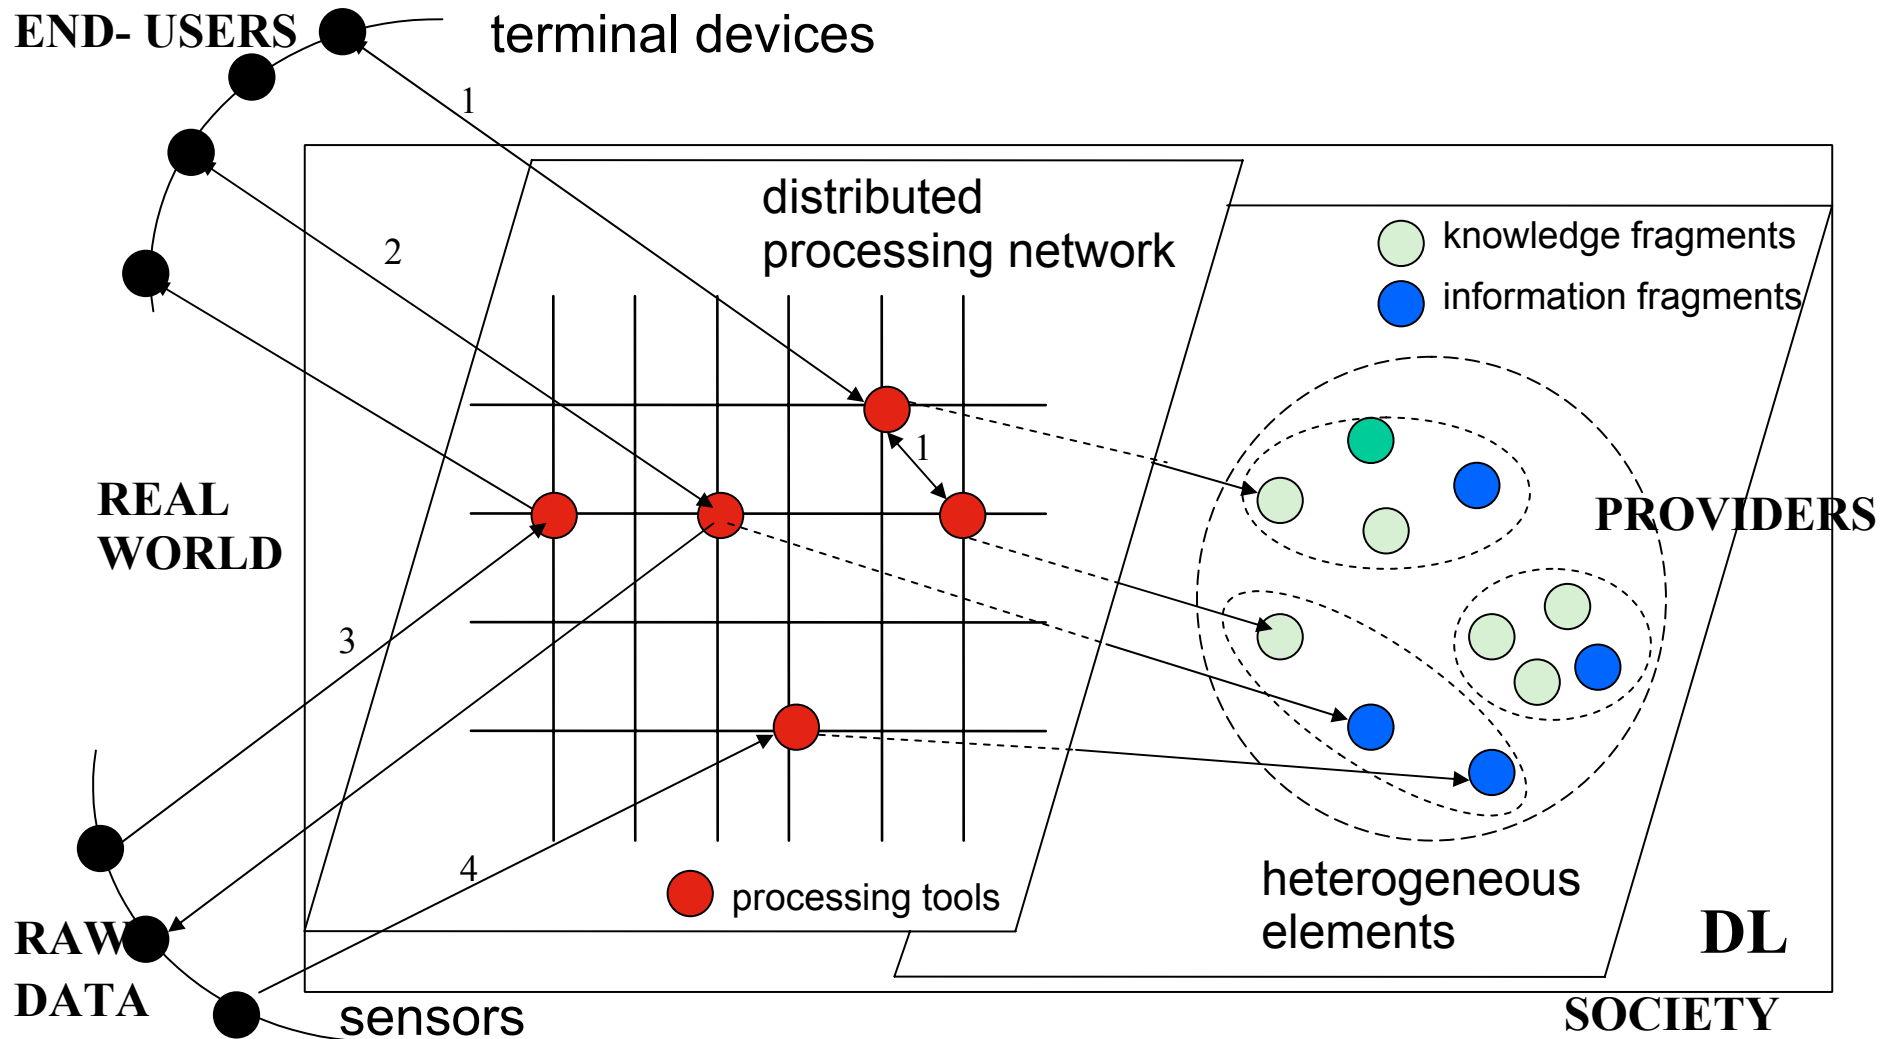 END- USERS
terminal devices
1
2
distributed
processing network
knowledge fragments
information fragments
1
REAL
WORLD
PROVIDERS
3
4
processing tools
heterogeneous
elements
RAW
DATA
sensors
DL
SOCIETY